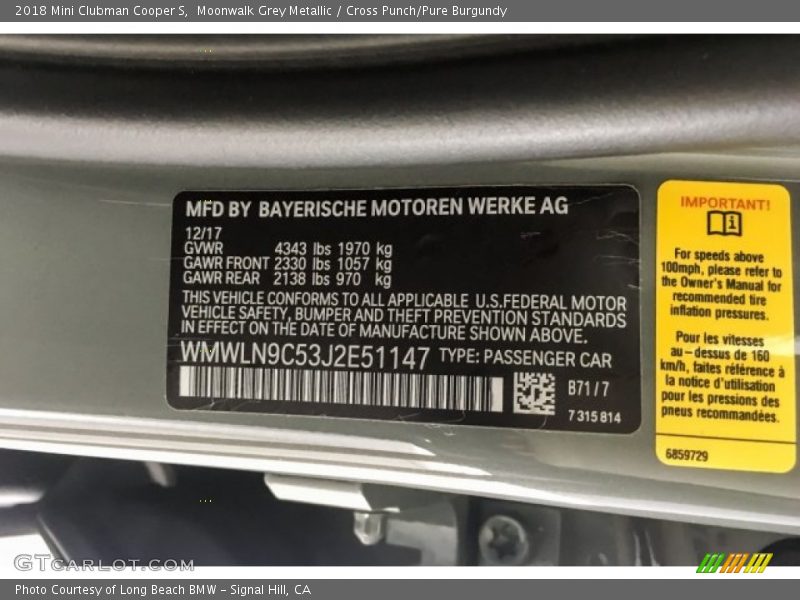 2018 Mini Clubman Cooper S, Moonwalk Grey Metallic / Cross Punch/Pure Burgundy
MFD BY BAYERISCHE MOTOREN WERKE AG
12/17
GVWR 4343 lbs 1970 kg
GAWR FRONT 2330 lbs 1057 kg
GAWR REAR 2138 lbs 970 kg
THIS VEHICLE CONFORMS TO ALL APPLICABLE U.S.FEDERAL MOTOR
VEHICLE SAFETY, BUMPER AND THEFT PREVENTION STANDARDS
IN EFFECT ON THE DATE OF MANUFACTURE SHOWN ABOVE.
WMWLN9C53J2E51147 TYPE: PASSENGER CAR
B71 / 7
7 315 814
IMPORTANT!
For speeds above
100mph, please refer to
the Owner's Manual for
recommended tire
inflation pressures.
Pour les vitesses
au – dessus de 160
km/h, faites référence à
la notice d'utilisation
pour les pressions des
pneus recommandées.
6859729
GTCARLOT.COM
Photo Courtesy of Long Beach BMW - Signal Hill, CA